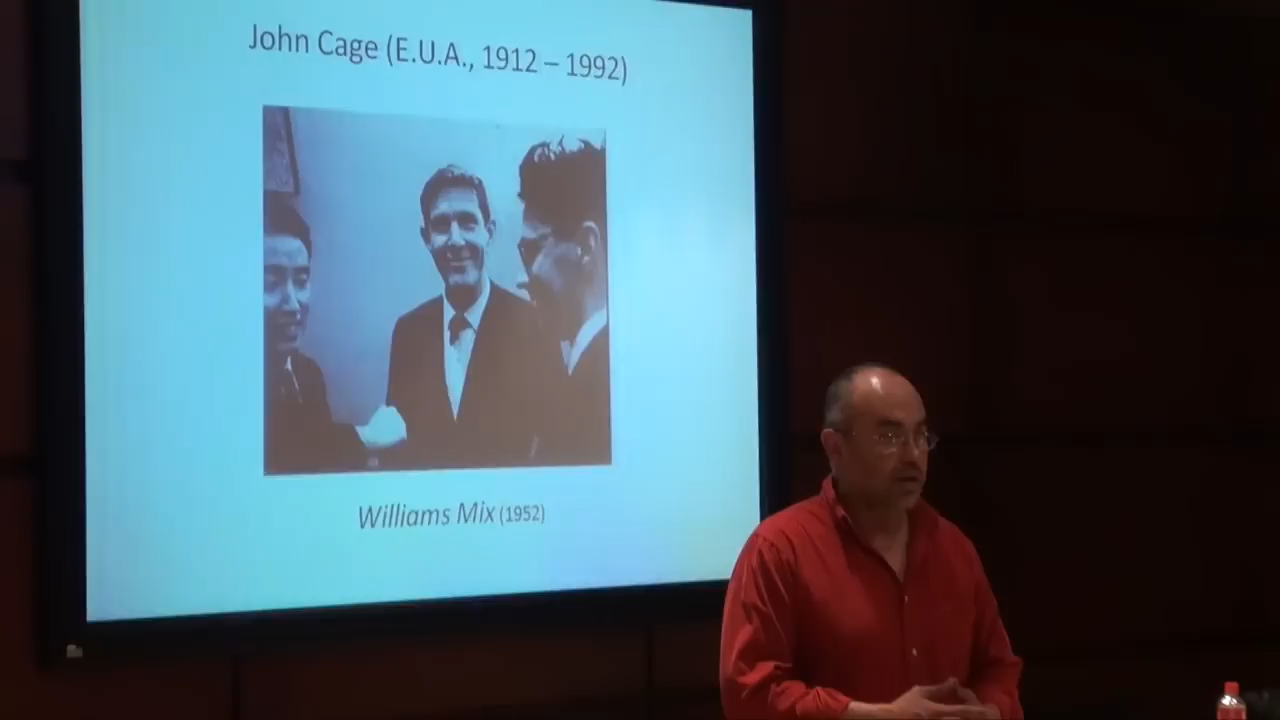 John Cage (E.U.A., 1912 – 1992)
Williams Mix (1952)